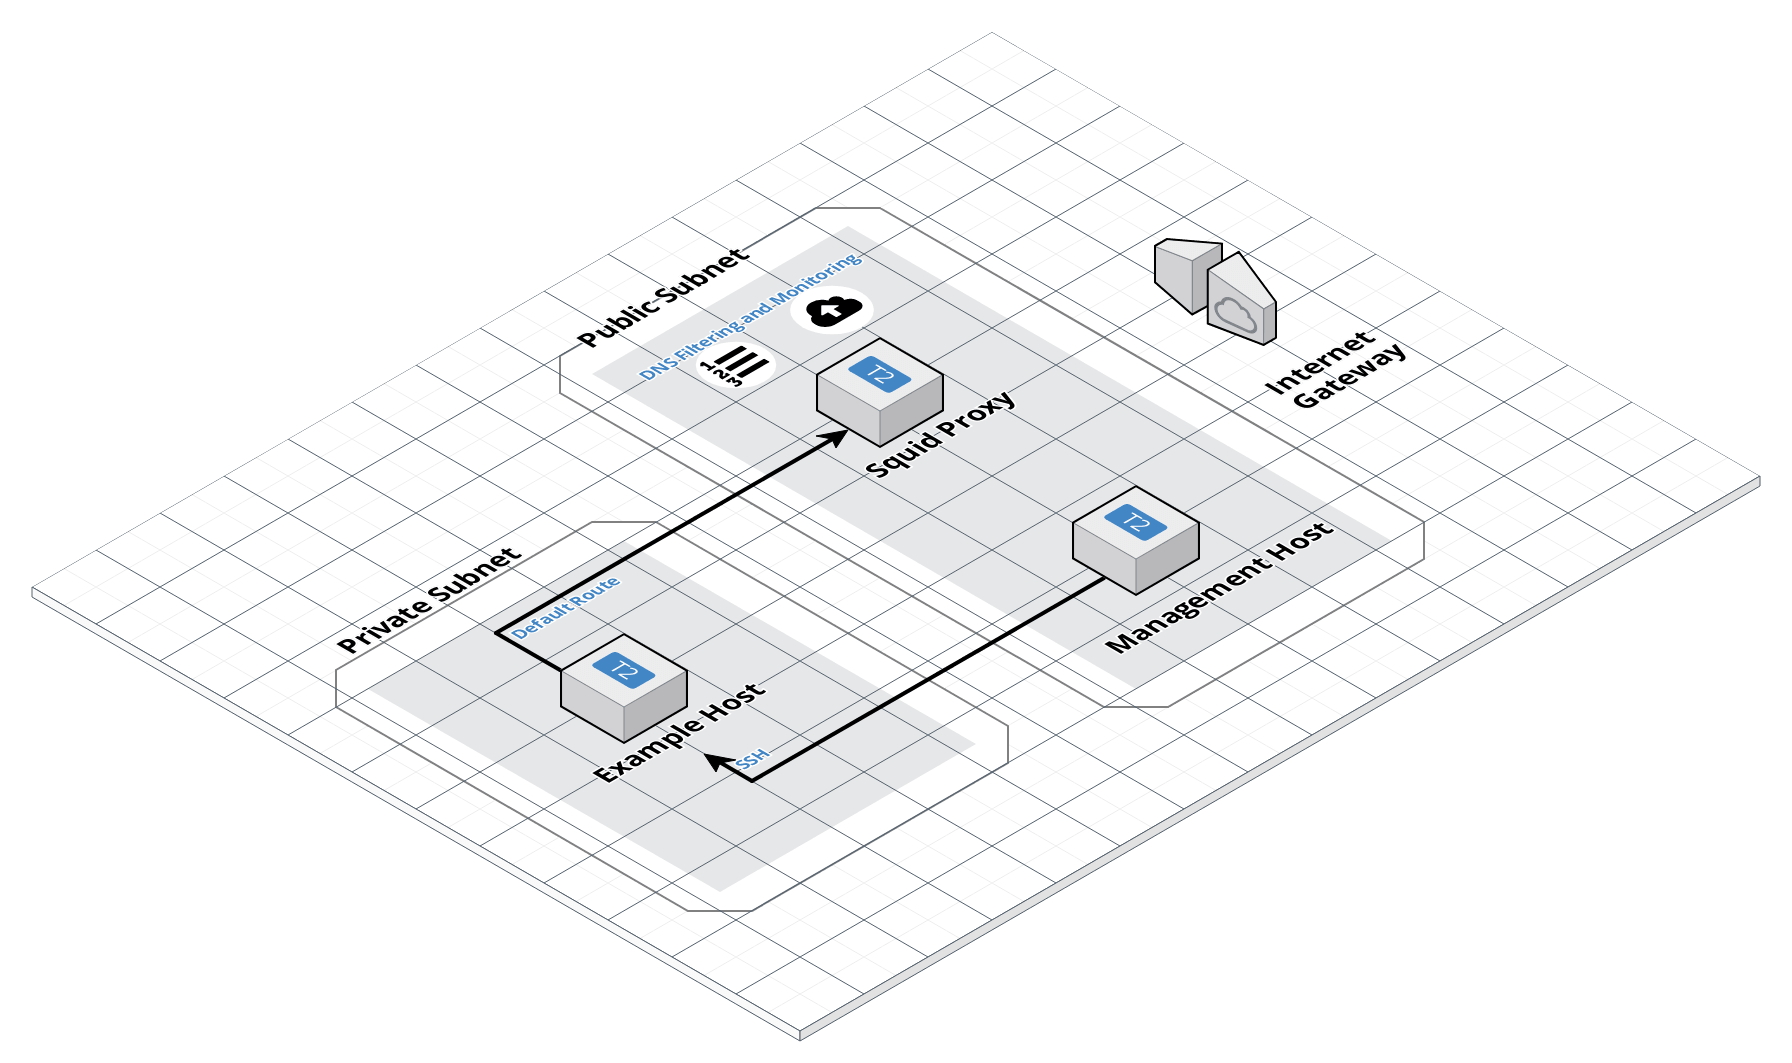 Public Subnet
DNS Filtering and Monitoring
1
2
3
T2
Squid Proxy
Internet
Gateway
T2
Management Host
Private Subnet
Default Route
T2
Example Host
SSH